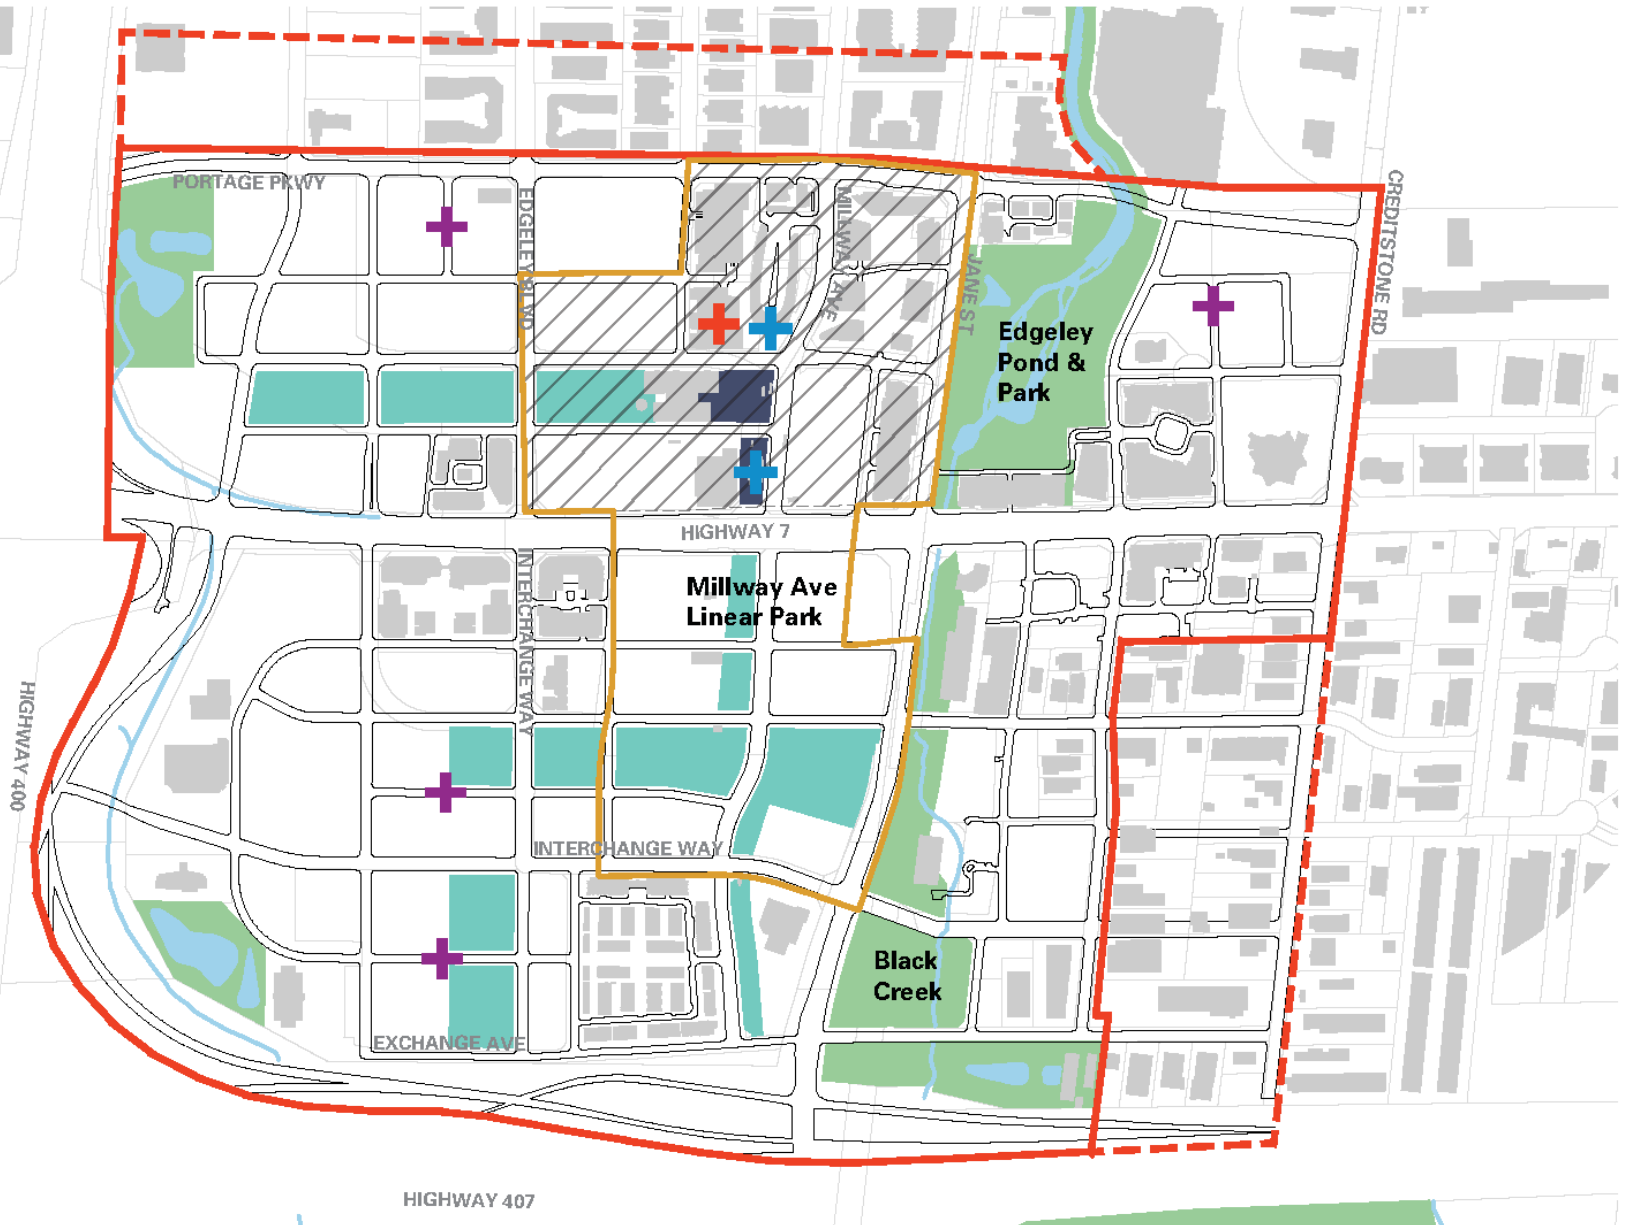 PORTAGE PKWY
EDGELEY BLVD
MILLWAY AVE
JANE ST
CREDITSTONE RD
Edgeley
Pond &
Park
HIGHWAY 7
Millway Ave
Linear Park
INTERCHANGE WAY
HIGHWAY 400
INTERCHANGE WAY
Black
Creek
EXCHANGE AVE
HIGHWAY 407